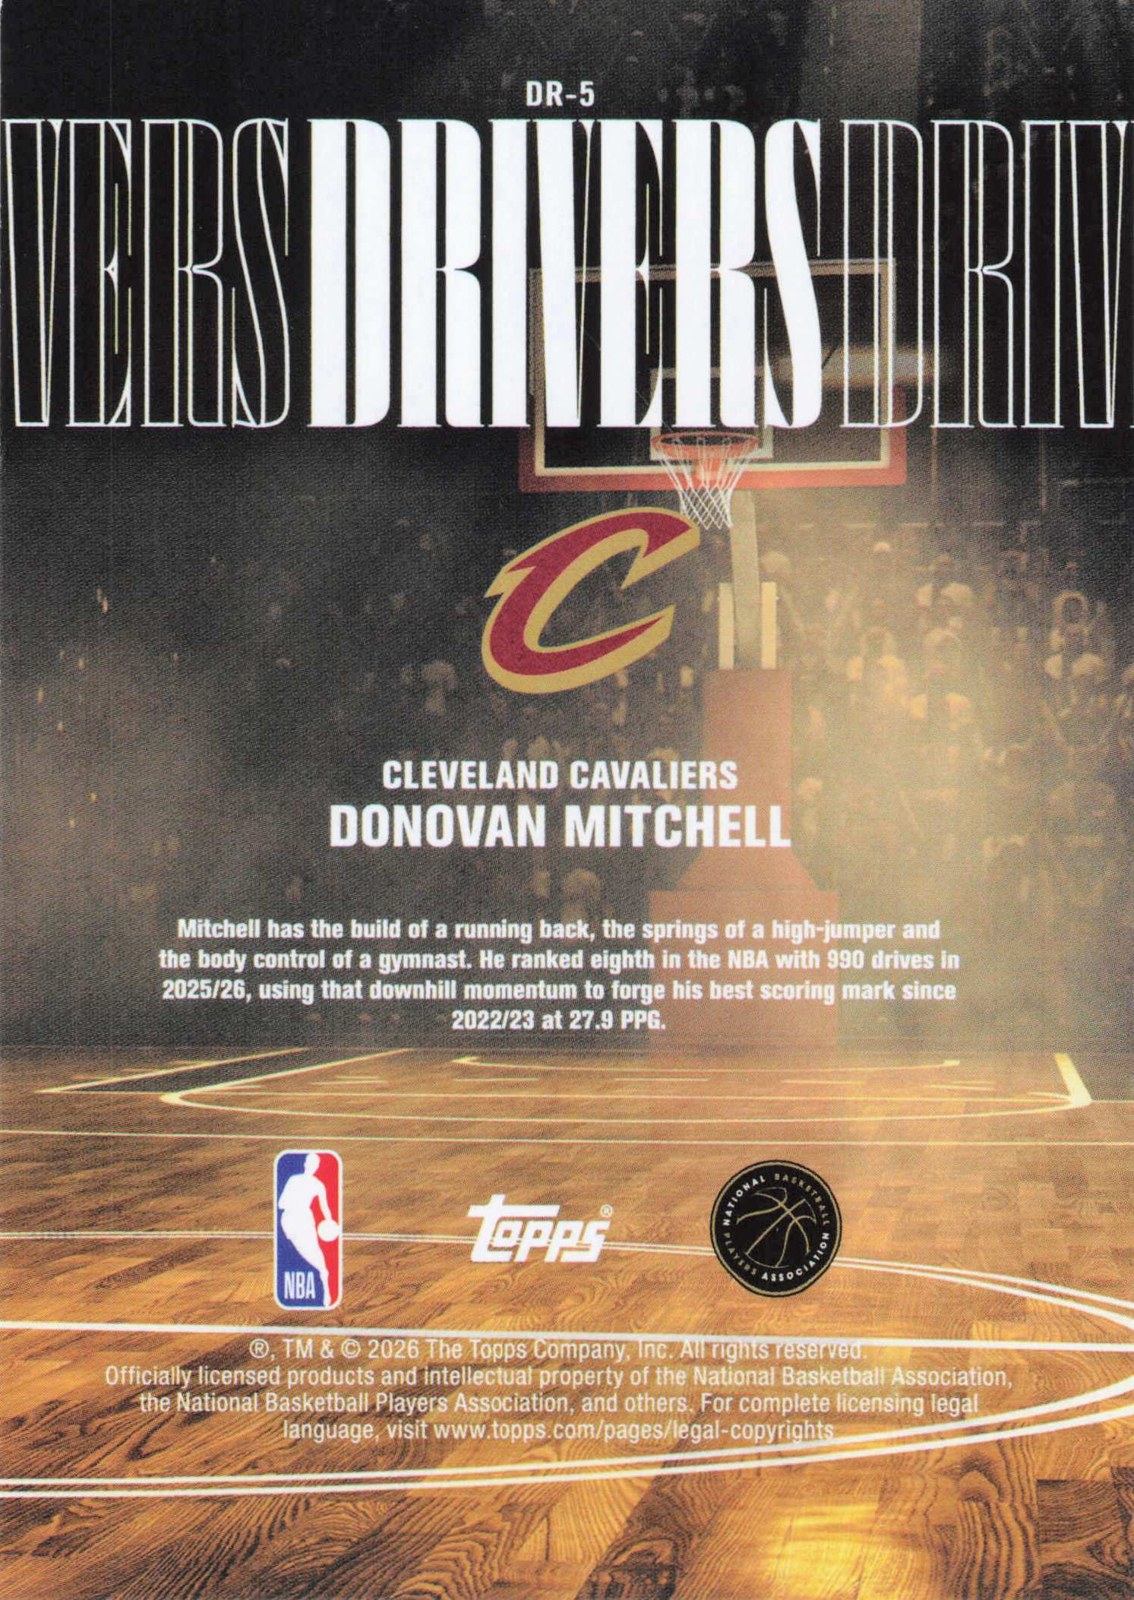 DR-5
VERS DRIVERS DRIV
CLEVELAND CAVALIERS
DONOVAN MITCHELL
Mitchell has the build of a running back, the springs of a high-jumper and
the body control of a gymnast. He ranked eighth in the NBA with 990 drives in
2025/26, using that downhill momentum to forge his best scoring mark since
2022/23 at 27.9 PPG.
NBA
topps®
NATIONAL BASKETBALL PLAYERS ASSOCIATION
®, TM & © 2026 The Topps Company, Inc. All rights reserved.
Officially licensed products and intellectual property of the National Basketball Association,
the National Basketball Players Association, and others. For complete licensing legal
language, visit www.topps.com/pages/legal-copyrights